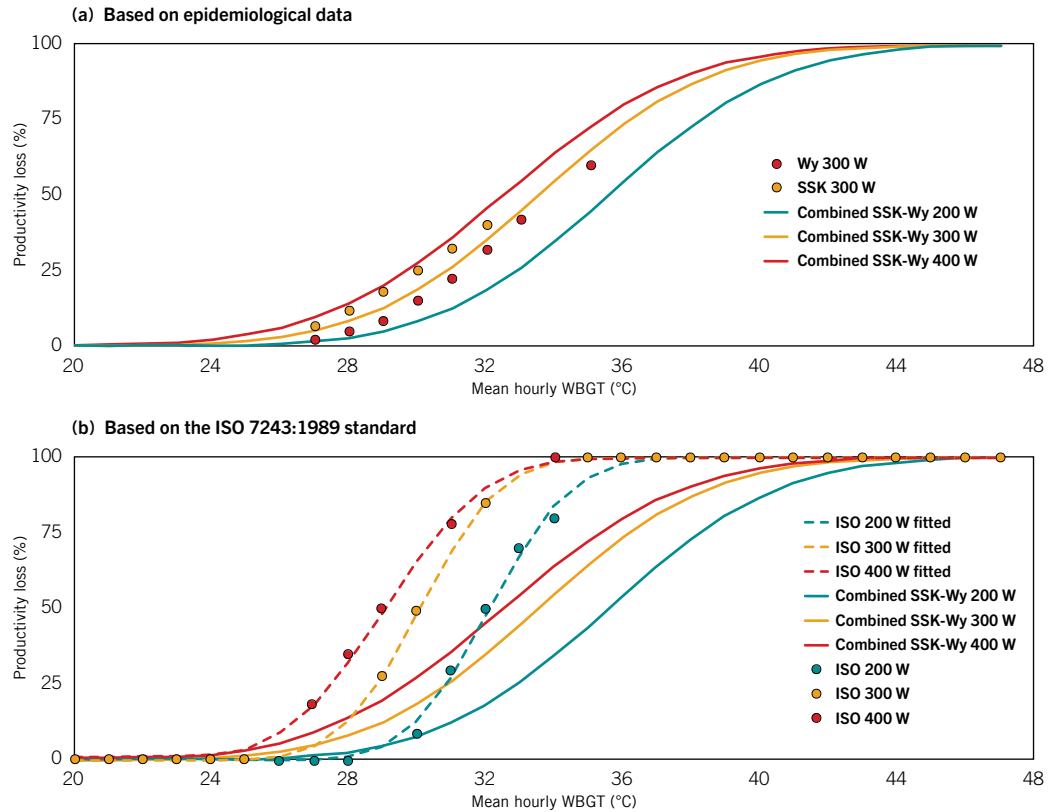 (a) Based on epidemiological data
100
75
50
25
0
Productivity loss (%)
Wy 300 W
SSK 300 W
Combined SSK-Wy 200 W
Combined SSK-Wy 300 W
Combined SSK-Wy 400 W
20 24 28 32 36 40 44 48
Mean hourly WBGT (°C)
(b) Based on the ISO 7243:1989 standard
100
75
50
25
0
Productivity loss (%)
ISO 200 W fitted
ISO 300 W fitted
ISO 400 W fitted
Combined SSK-Wy 200 W
Combined SSK-Wy 300 W
Combined SSK-Wy 400 W
ISO 200 W
ISO 300 W
ISO 400 W
20 24 28 32 36 40 44 48
Mean hourly WBGT (°C)